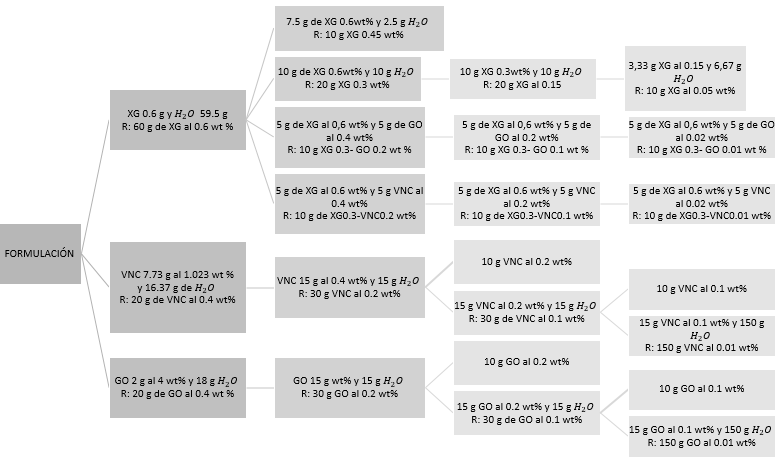 FORMULACIÓN
XG 0.6 g y H₂O 59.5 g
R: 60 g de XG al 0.6 wt %
7.5 g de XG 0.6wt% y 2.5 g H₂O
R: 10 g XG 0.45 wt%
10 g de XG 0.6wt% y 10 g H₂O
R: 20 g XG 0.3 wt%
10 g XG 0.3wt% y 10 g H₂O
R: 20 g XG al 0.15
3,33 g XG al 0.15 y 6,67 g
H₂O
R: 10 g XG al 0.05 wt%
5 g de XG al 0,6 wt% y 5 g de GO
al 0.4 wt%
R: 10 g XG 0.3- GO 0.2 wt %
5 g de XG al 0,6 wt% y 5 g de
GO al 0.2 wt%
R: 10 g XG 0.3- GO 0.1 wt %
5 g de XG al 0,6 wt% y 5 g de GO
al 0.02 wt%
R: 10 g XG 0.3- GO 0.01 wt %
5 g de XG al 0.6 wt% y 5 g VNC al
0.4 wt%
R: 10 g de XG0.3-VNC0.2 wt%
5 g de XG al 0.6 wt% y 5 g VNC
al 0.2 wt%
R: 10 g de XG0.3-VNC0.1 wt%
5 g de XG al 0.6 wt% y 5 g VNC
al 0.02 wt%
R: 10 g de XG0.3-VNC0.01 wt%
VNC 7.73 g al 1.023 wt %
y 16.37 g de H₂O
R: 20 g de VNC al 0.4 wt%
VNC 15 g al 0.4 wt% y 15 g H₂O
R: 30 g VNC al 0.2 wt%
10 g VNC al 0.2 wt%
15 g VNC al 0.2 wt% y 15 g H₂O
R: 30 g de VNC al 0.1 wt%
10 g VNC al 0.1 wt%
15 g VNC al 0.1 wt% y 150 g
H₂O
R: 150 g VNC al 0.01 wt%
GO 2 g al 4 wt% y 18 g H₂O
R: 20 g de GO al 0.4 wt %
GO 15 g wt% y 15 g H₂O
R: 30 g GO al 0.2 wt%
10 g GO al 0.2 wt%
15 g GO al 0.2 wt% y 15 g H₂O
R: 30 g de GO al 0.1 wt%
10 g GO al 0.1 wt%
15 g GO al 0.1 wt% y 150 g H₂O
R: 150 g GO al 0.01 wt%